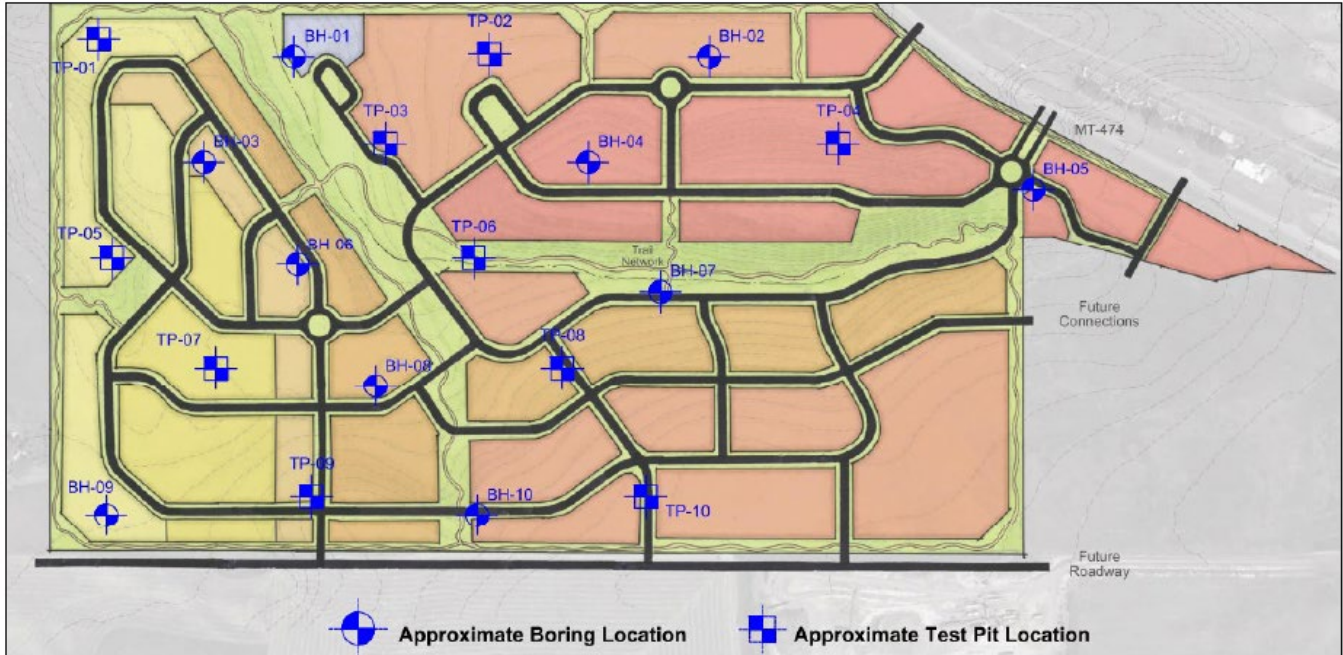 TP-02
BH-01
BH-02
TP-01
TP-03
TP-04
MT-474
BH-03
BH-04
BH-05
TP-05
TP-06
BH-06
Trail
Network
BH-07
Future
Connections
TP-07
TP-08
BH-08
TP-09
BH-09
BH-10
TP-10
Future
Roadway
Approximate Boring Location
Approximate Test Pit Location